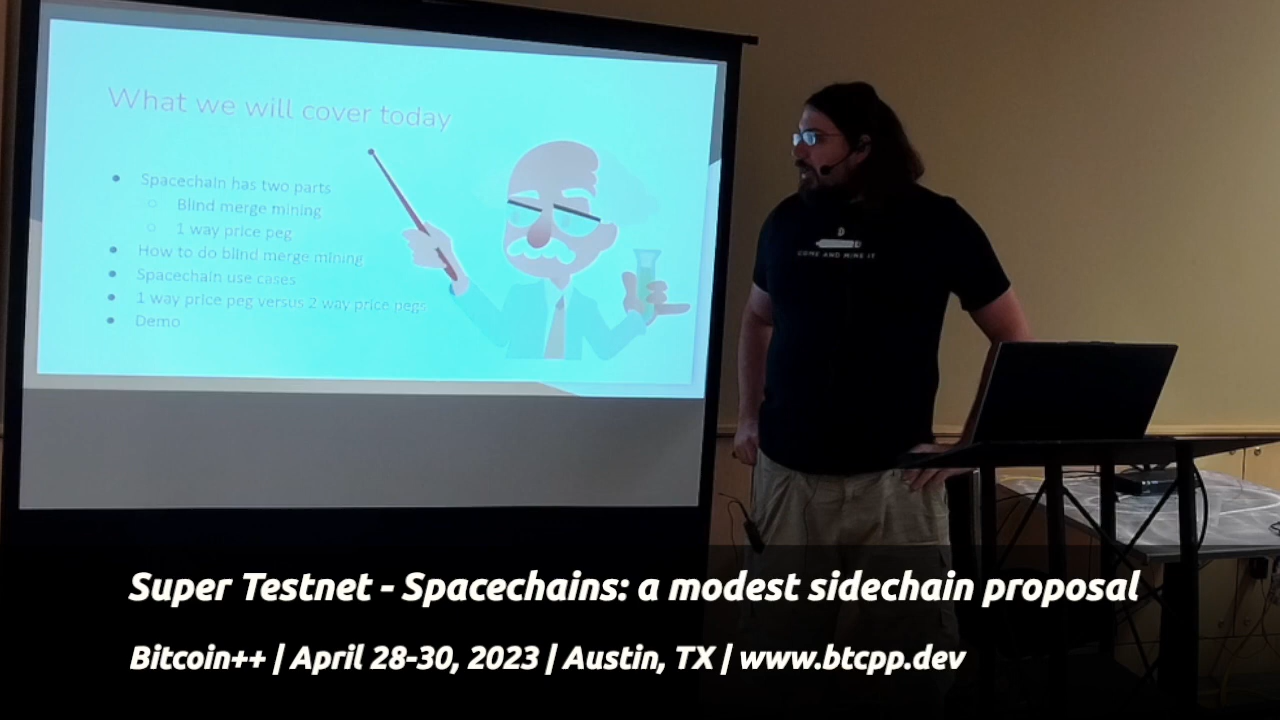 What we will cover today
Spacechain has two parts
Blind merge mining
1 way price peg
How to do blind merge mining
Spacechain use cases
1 way price peg versus 2 way price pegs
Demo
COME AND MINE IT
Super Testnet - Spacechains: a modest sidechain proposal
Bitcoin++ | April 28-30, 2023 | Austin, TX | www.btcpp.dev